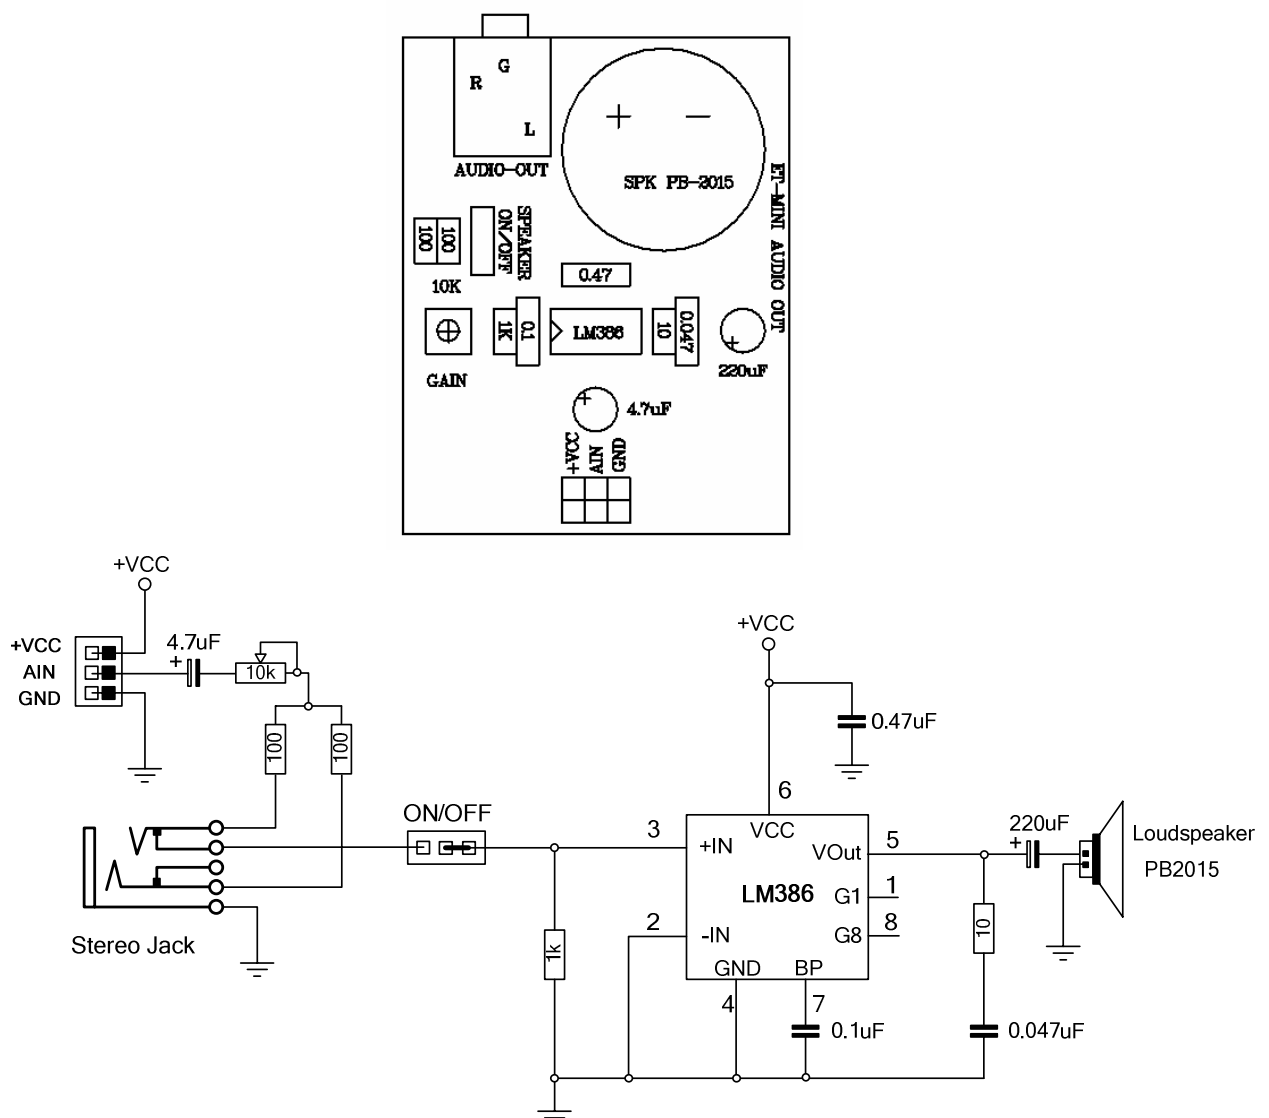 G
R
L
AUDIO-OUT
+ −
SPK PB-2015
ET-MINI AUDIO OUT
100
100
SPEAKER
ON/OFF
10K
0.47
1K
0.1
LM386
10
0.047
GAIN
+
220uF
+
4.7uF
+VCC
AIN
GND
+VCC
+VCC
AIN
GND
4.7uF
+
10k
100
100
Stereo Jack
ON/OFF
1k
+VCC
0.47uF
6
VCC
3
+IN
2
-IN
LM386
VOut
5
G1
1
G8
8
GND
BP
4
7
0.1uF
220uF
+
10
0.047uF
Loudspeaker
PB2015